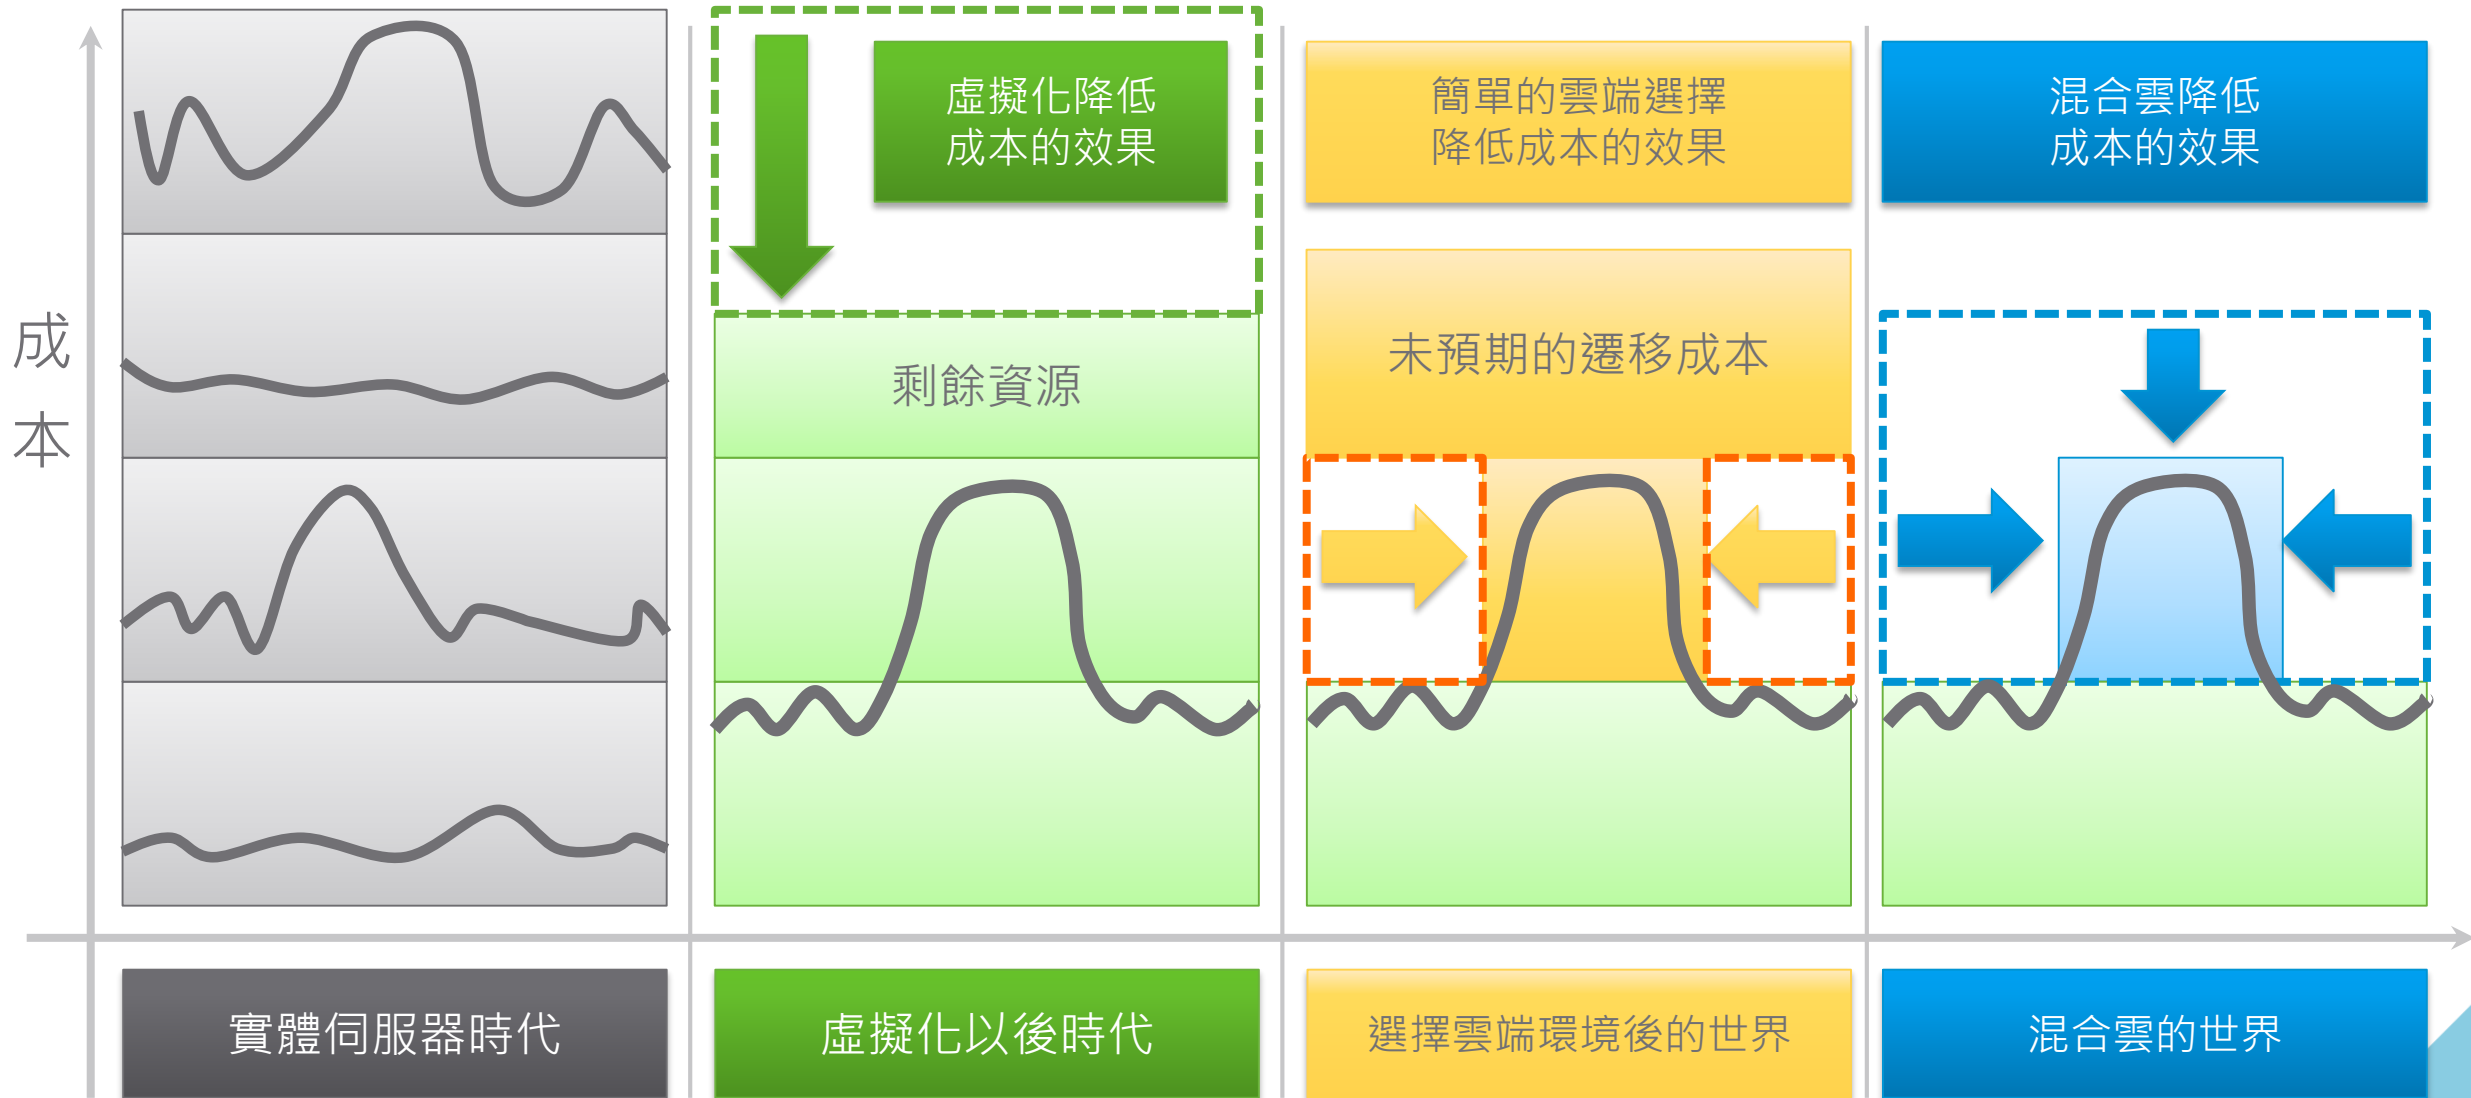 成
本
虛擬化降低
成本的效果
簡單的雲端選擇
降低成本的效果
混合雲降低
成本的效果
剩餘資源
未預期的遷移成本
實體伺服器時代
虛擬化以後時代
選擇雲端環境後的世界
混合雲的世界